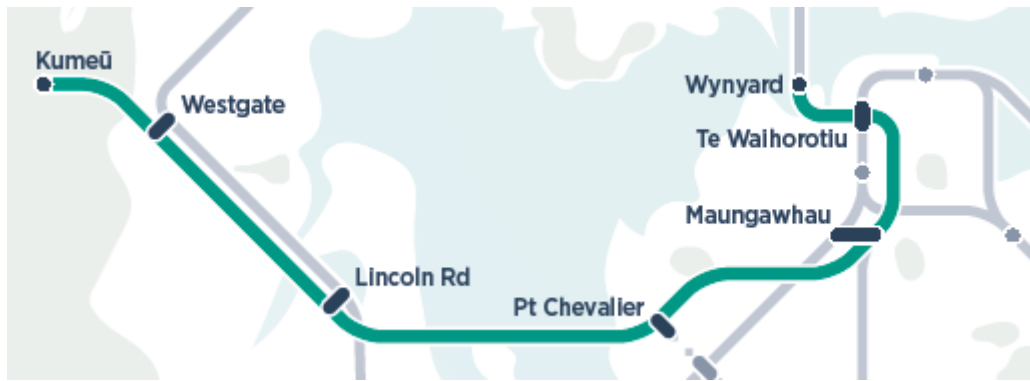 Kumeū
Westgate
Wynyard
Te Waihorotiu
Maungawhau
Lincoln Rd
Pt Chevalier